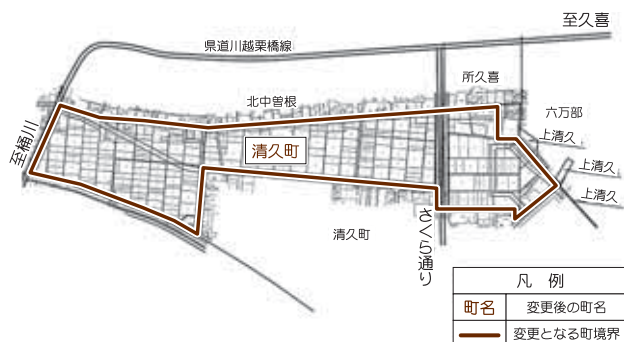 至久喜
県道川越栗橋線
所久喜
北中曽根
六万部
上清久
至桶川
清久町
上清久
上清久
清久町
さくら通り
凡 例
町名 変更後の町名
変更となる町境界